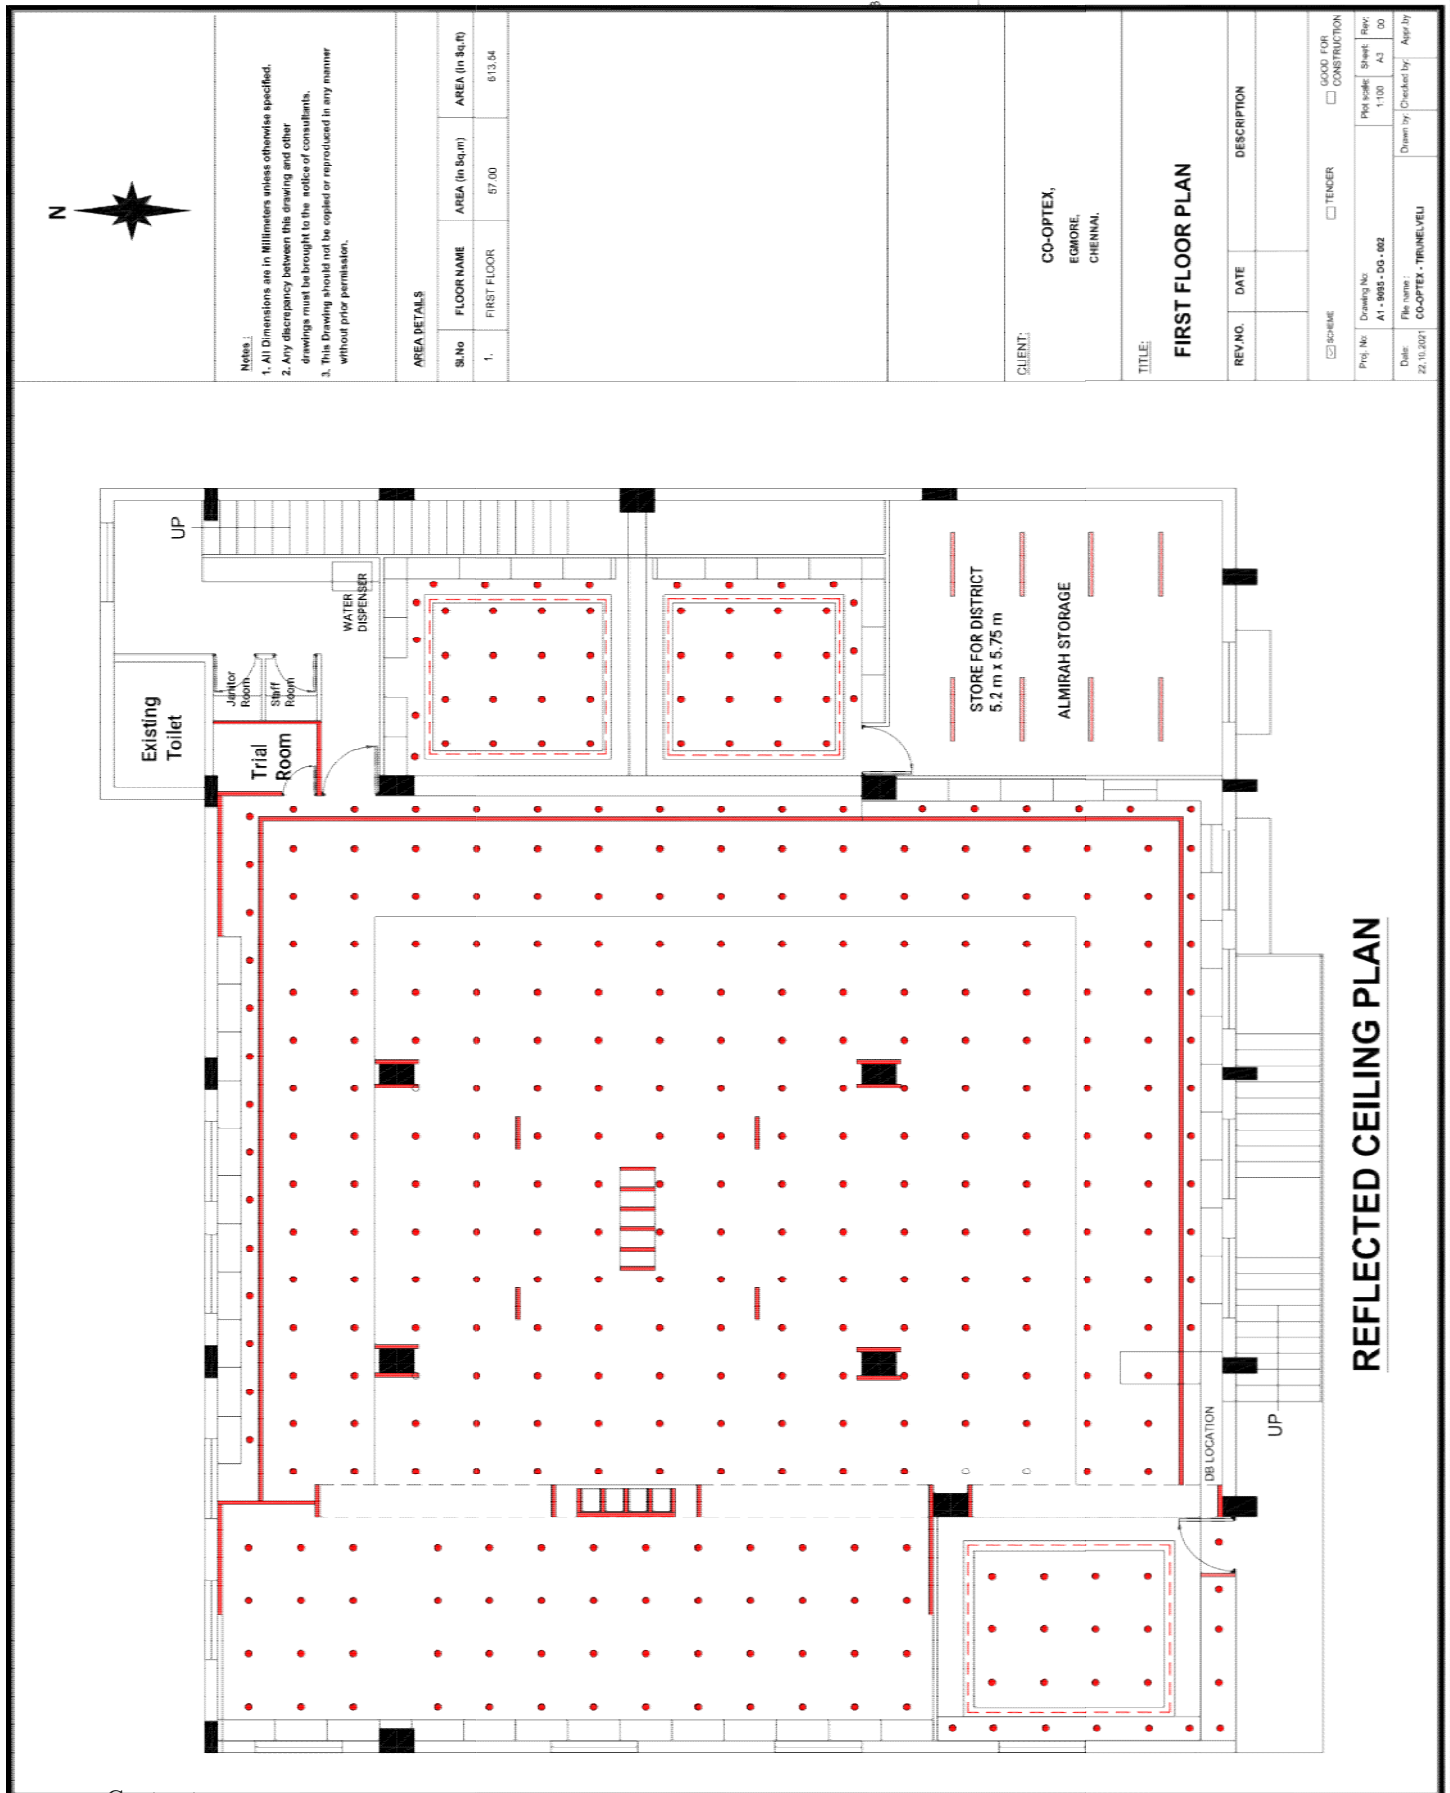 N
Notes :
1. All Dimensions are in Millimeters unless otherwise specified.
2. Any discrepancy between this drawing and other
drawings must be brought to the notice of consultants.
3. This Drawing should not be copied or reproduced in any manner
without prior permission.
AREA DETAILS
SI.No FLOOR NAME AREA (in Sq.m) AREA (in Sq.ft)
1. FIRST FLOOR 57.00 613.54
CLIENT:
CO-OPTEX,
EGMORE,
CHENNAI.
TITLE:
FIRST FLOOR PLAN
REV.NO. DATE DESCRIPTION
SCHEME TENDER GOOD FOR
CONSTRUCTION
Proj. No: Drawing No: Plot scale: Sheet: Rev:
A1 - 9095 - DG - 002 1:100 A3 00
Date: File name : Drawn by: Checked by: Appr.by
22.10.2021 CO-OPTEX - TIRUNELVELI
UP
WATER
DISPENSER
Existing
Toilet
Janitor
Room
Staff
Room
Trial
Room
STORE FOR DISTRICT
5.2 m x 5.75 m
ALMIRAH STORAGE
DB LOCATION
UP
REFLECTED CEILING PLAN